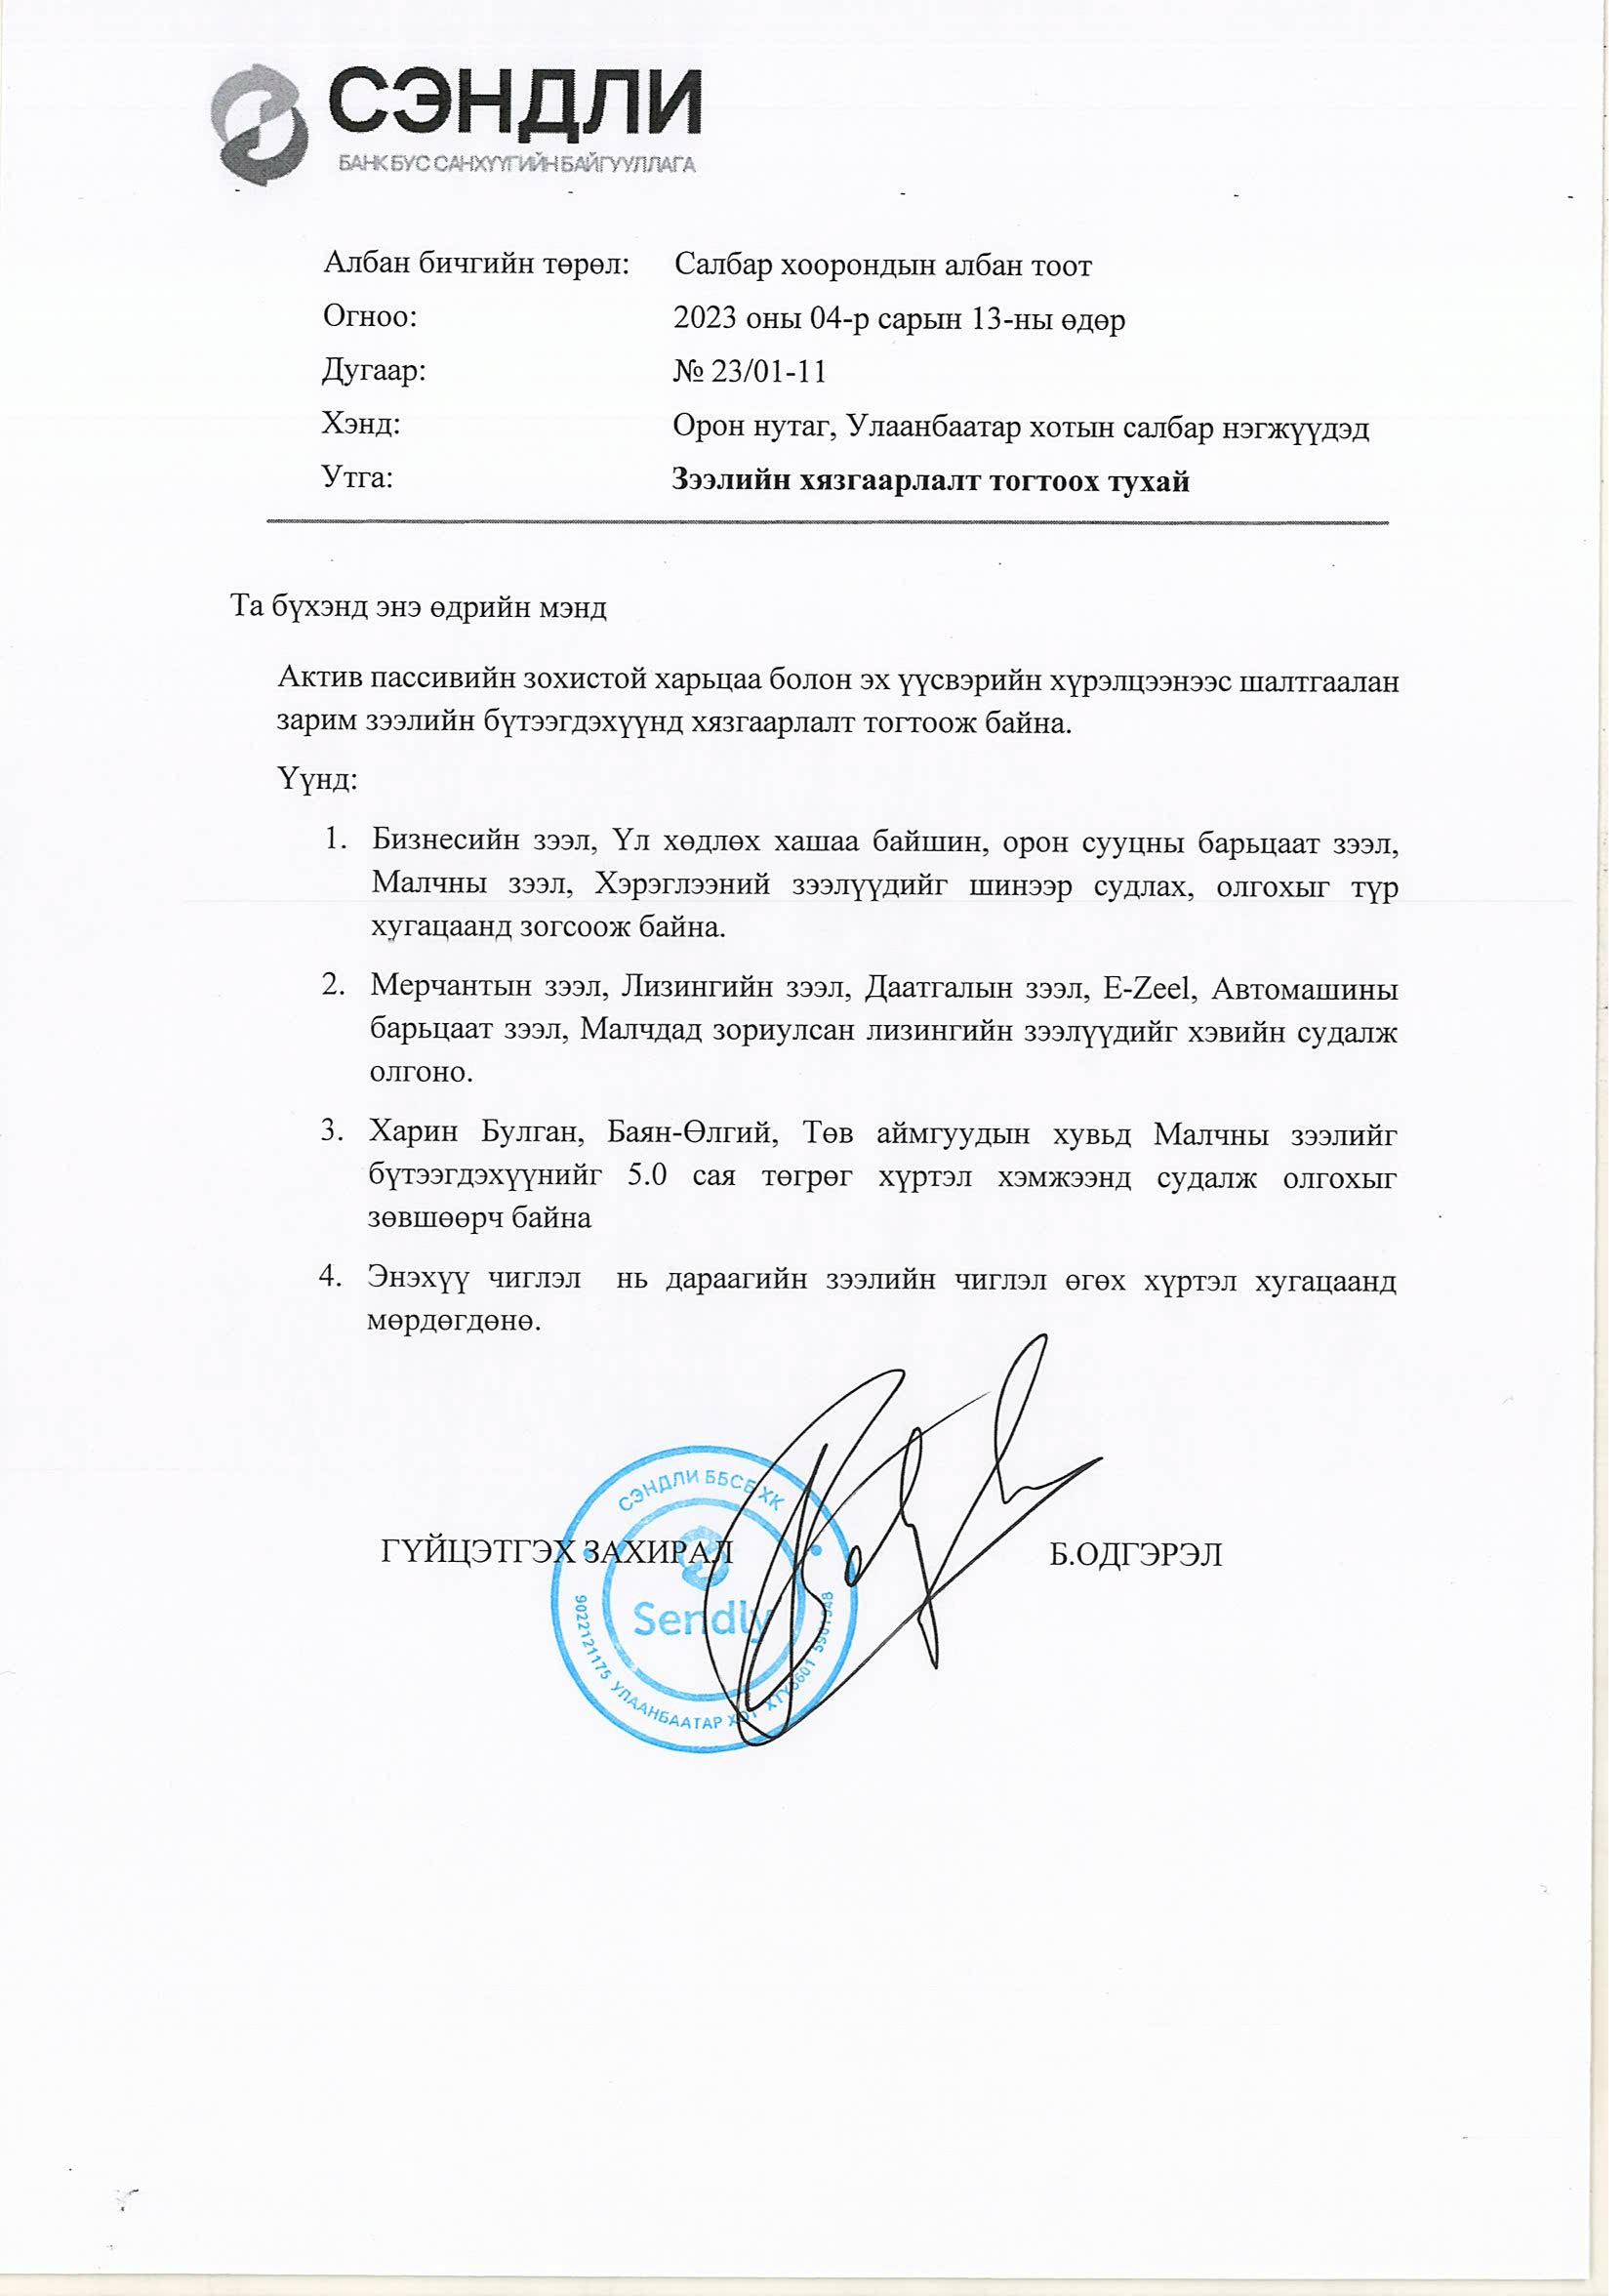 СЭНДЛИ
БАНК БУС САНХҮҮГИЙН БАЙГУУЛЛАГА
Албан бичгийн төрөл: Салбар хоорондын албан тоот
Огноо: 2023 оны 04-р сарын 13-ны өдөр
Дугаар: № 23/01-11
Хэнд: Орон нутаг, Улаанбаатар хотын салбар нэгжүүдэд
Утга: Зээлийн хязгаарлалт тогтоох тухай
Та бүхэнд энэ өдрийн мэнд
Актив пассивийн зохистой харьцаа болон эх үүсвэрийн хүрэлцээнээс шалтгаалан
зарим зээлийн бүтээгдэхүүнд хязгаарлалт тогтоож байна.
Үүнд:
1. Бизнесийн зээл, Үл хөдлөх хашаа байшин, орон сууцны барьцаат зээл,
Малчны зээл, Хэрэглээний зээлүүдийг шинээр судлах, олгохыг түр
хугацаанд зогсоож байна.
2. Мерчантын зээл, Лизингийн зээл, Даатгалын зээл, E-Zeel, Автомашины
барьцаат зээл, Малчдад зориулсан лизингийн зээлүүдийг хэвийн судалж
олгоно.
3. Харин Булган, Баян-Өлгий, Төв аймгуудын хувьд Малчны зээлийг
бүтээгдэхүүнийг 5.0 сая төгрөг хүртэл хэмжээнд судалж олгохыг
зөвшөөрч байна
4. Энэхүү чиглэл нь дараагийн зээлийн чиглэл өгөх хүртэл хугацаанд
мөрдөгдөнө.
СЭНДЛИ ББСБ ХК
ГҮЙЦЭТГЭХ ЗАХИРАЛ Б.ОДГЭРЭЛ
Sendly
9022121175 УЛААНБААТАР ХОТ